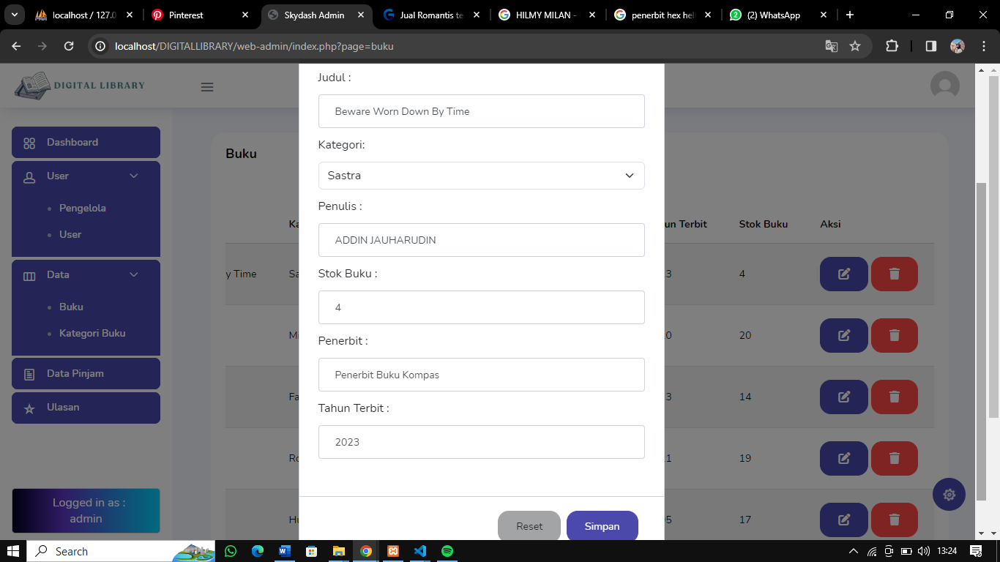 localhost / 127.0
Pinterest
Skydash Admin
Jual Romantis te
HILMY MILAN -
penerbit hex hel
(2) WhatsApp
localhost/DIGITALLIBRARY/web-admin/index.php?page=buku
DIGITAL LIBRARY
Dashboard
User
Pengelola
User
Data
Buku
Kategori Buku
Data Pinjam
Ulasan
Logged in as :
admin
Buku
Judul :
Beware Worn Down By Time
Kategori:
Sastra
Penulis :
ADDIN JAUHARUDIN
Stok Buku :
4
Penerbit :
Penerbit Buku Kompas
Tahun Terbit :
2023
Reset
Simpan
Ka
un Terbit
Stok Buku
Aksi
y Time
Sa
3
4
Mi
0
20
Fa
3
14
Ro
1
19
Hu
05
17
Search
13:24